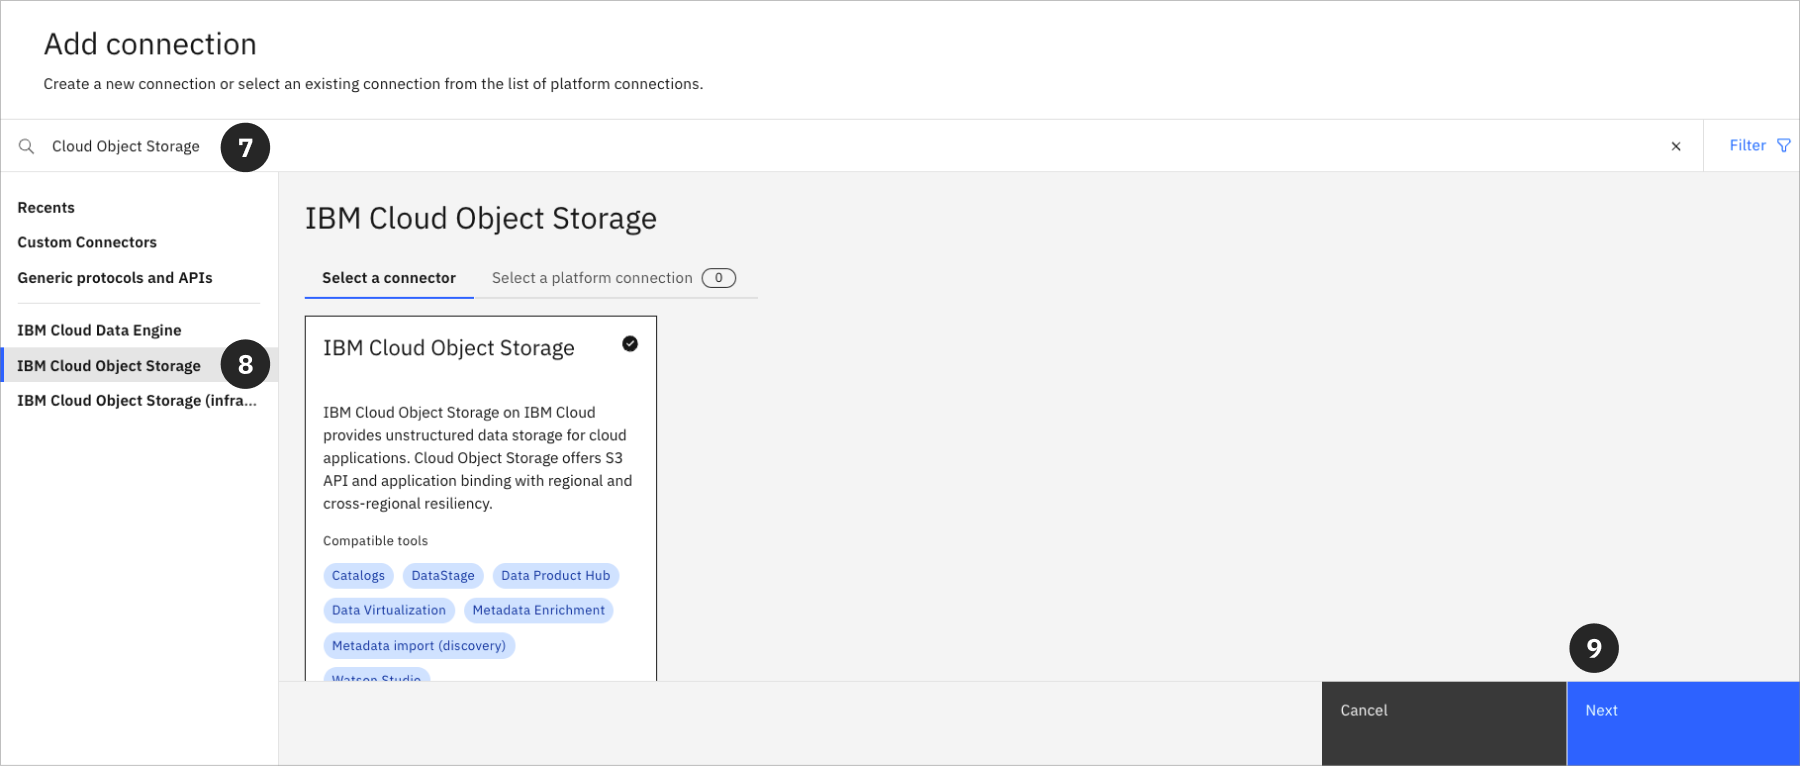 Add connection
Create a new connection or select an existing connection from the list of platform connections.
Cloud Object Storage
7
Filter
Recents
Custom Connectors
Generic protocols and APIs
IBM Cloud Data Engine
IBM Cloud Object Storage
8
IBM Cloud Object Storage (infra...
IBM Cloud Object Storage
Select a connector
Select a platform connection 0
IBM Cloud Object Storage
IBM Cloud Object Storage on IBM Cloud
provides unstructured data storage for cloud
applications. Cloud Object Storage offers S3
API and application binding with regional and
cross-regional resiliency.
Compatible tools
Catalogs DataStage Data Product Hub
Data Virtualization Metadata Enrichment
Metadata import (discovery)
Watson Studio
9
Cancel
Next